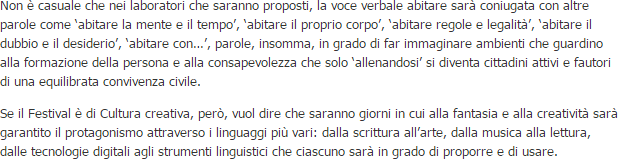 Non è casuale che nei laboratori che saranno proposti, la voce verbale abitare sarà coniugata con altre
parole come ‘abitare la mente e il tempo’, ‘abitare il proprio corpo’, ‘abitare regole e legalità’, ‘abitare il
dubbio e il desiderio’, ‘abitare con…’, parole, insomma, in grado di far immaginare ambienti che guardino
alla formazione della persona e alla consapevolezza che solo ‘allenandosi’ si diventa cittadini attivi e fautori
di una equilibrata convivenza civile.
Se il Festival è di Cultura creativa, però, vuol dire che saranno giorni in cui alla fantasia e alla creatività sarà
garantito il protagonismo attraverso i linguaggi più vari: dalla scrittura all’arte, dalla musica alla lettura,
dalle tecnologie digitali agli strumenti linguistici che ciascuno sarà in grado di proporre e di usare.